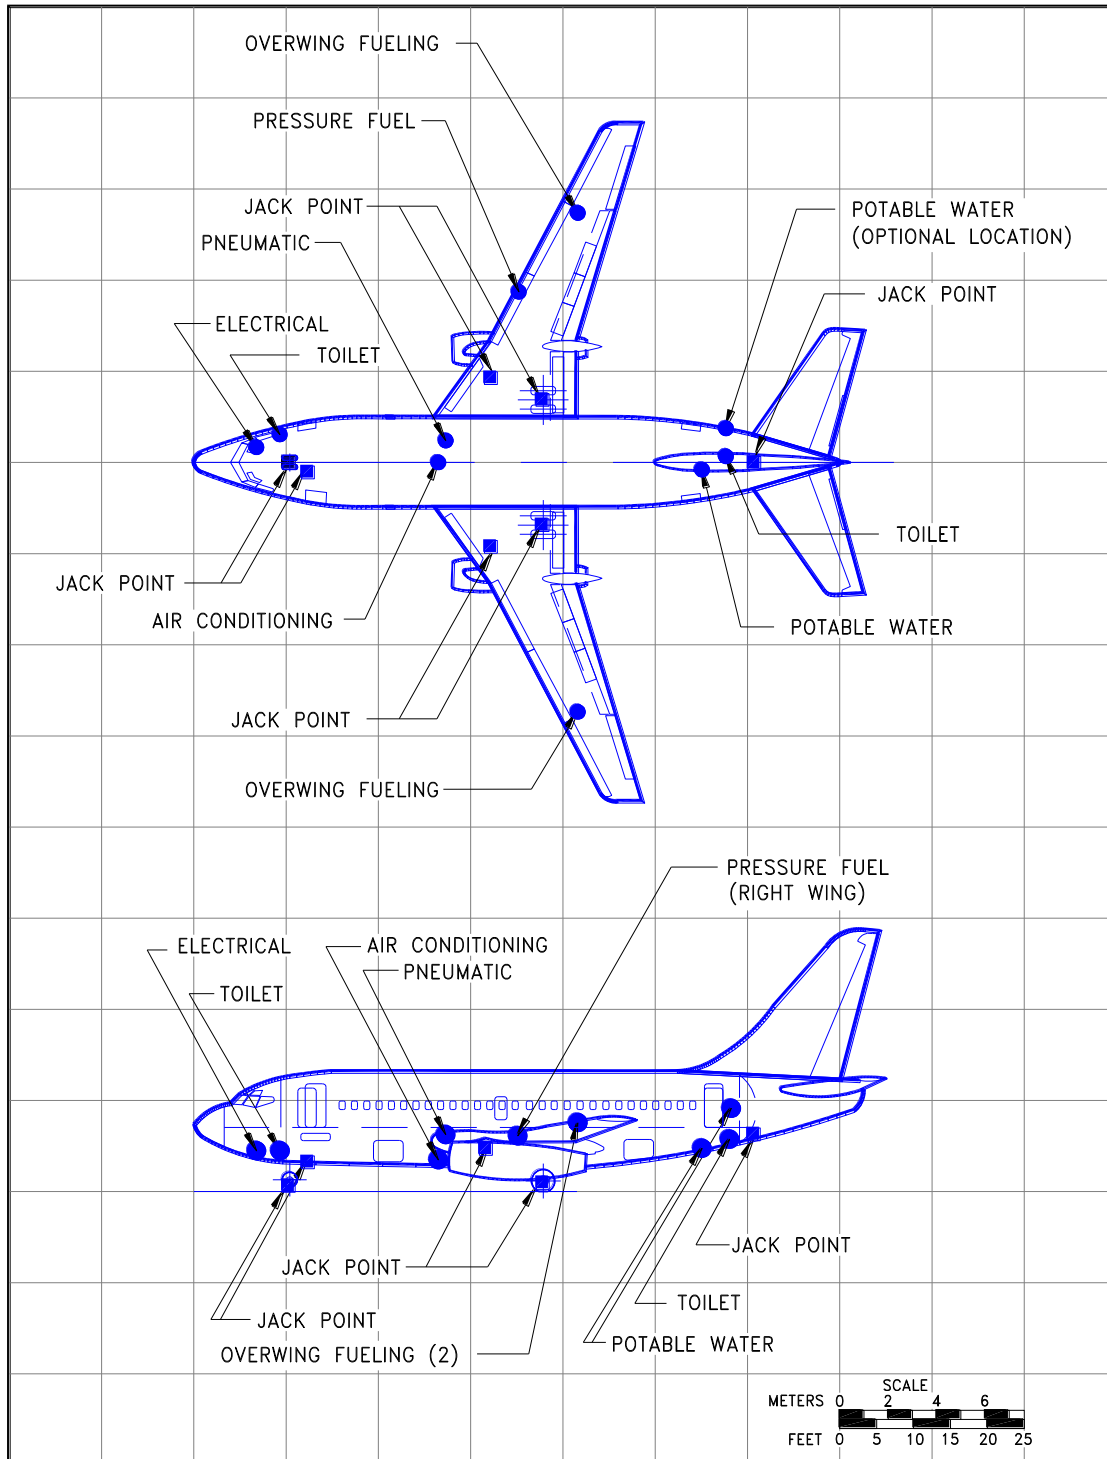 OVERWING FUELING
PRESSURE FUEL
JACK POINT
PNEUMATIC
POTABLE WATER
(OPTIONAL LOCATION)
JACK POINT
ELECTRICAL
TOILET
TOILET
JACK POINT
AIR CONDITIONING
POTABLE WATER
JACK POINT
OVERWING FUELING
PRESSURE FUEL
(RIGHT WING)
ELECTRICAL
AIR CONDITIONING
PNEUMATIC
TOILET
JACK POINT
JACK POINT
TOILET
JACK POINT
POTABLE WATER
OVERWING FUELING (2)
SCALE
METERS 0 2 4 6
FEET 0 5 10 15 20 25